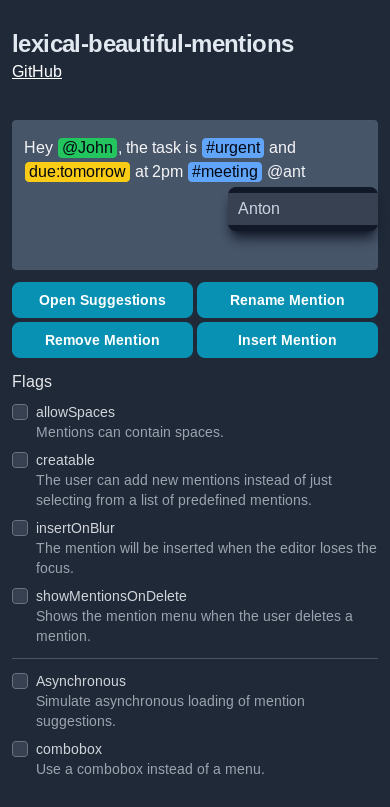 lexical-beautiful-mentions
GitHub
Hey @John, the task is #urgent and
due:tomorrow at 2pm #meeting @ant
Anton
Open Suggestions Rename Mention
Remove Mention Insert Mention
Flags
allowSpaces
Mentions can contain spaces.
creatable
The user can add new mentions instead of just
selecting from a list of predefined mentions.
insertOnBlur
The mention will be inserted when the editor loses the
focus.
showMentionsOnDelete
Shows the mention menu when the user deletes a
mention.
Asynchronous
Simulate asynchronous loading of mention
suggestions.
combobox
Use a combobox instead of a menu.